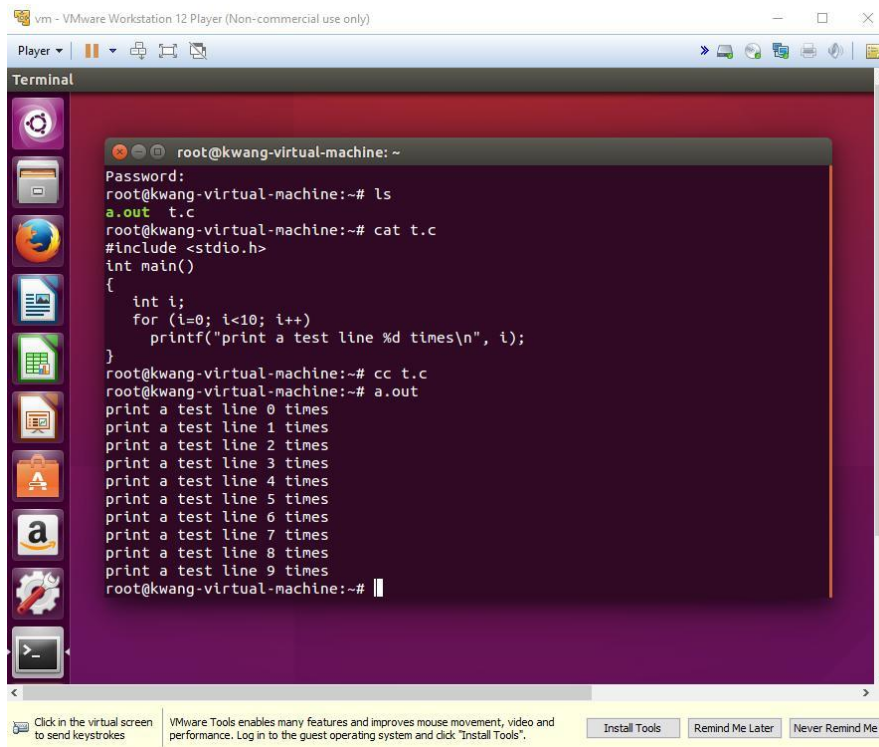 vm - VMware Workstation 12 Player (Non-commercial use only)
Player
Terminal
root@kwang-virtual-machine: ~
Password:
root@kwang-virtual-machine:~# ls
a.out  t.c
root@kwang-virtual-machine:~# cat t.c
#include <stdio.h>
int main()
{
   int i;
   for (i=0; i<10; i++)
     printf("print a test line %d times\n", i);
}
root@kwang-virtual-machine:~# cc t.c
root@kwang-virtual-machine:~# a.out
print a test line 0 times
print a test line 1 times
print a test line 2 times
print a test line 3 times
print a test line 4 times
print a test line 5 times
print a test line 6 times
print a test line 7 times
print a test line 8 times
print a test line 9 times
root@kwang-virtual-machine:~#
Click in the virtual screen
to send keystrokes
VMware Tools enables many features and improves mouse movement, video and
performance. Log in to the guest operating system and click "Install Tools".
Install Tools
Remind Me Later
Never Remind Me